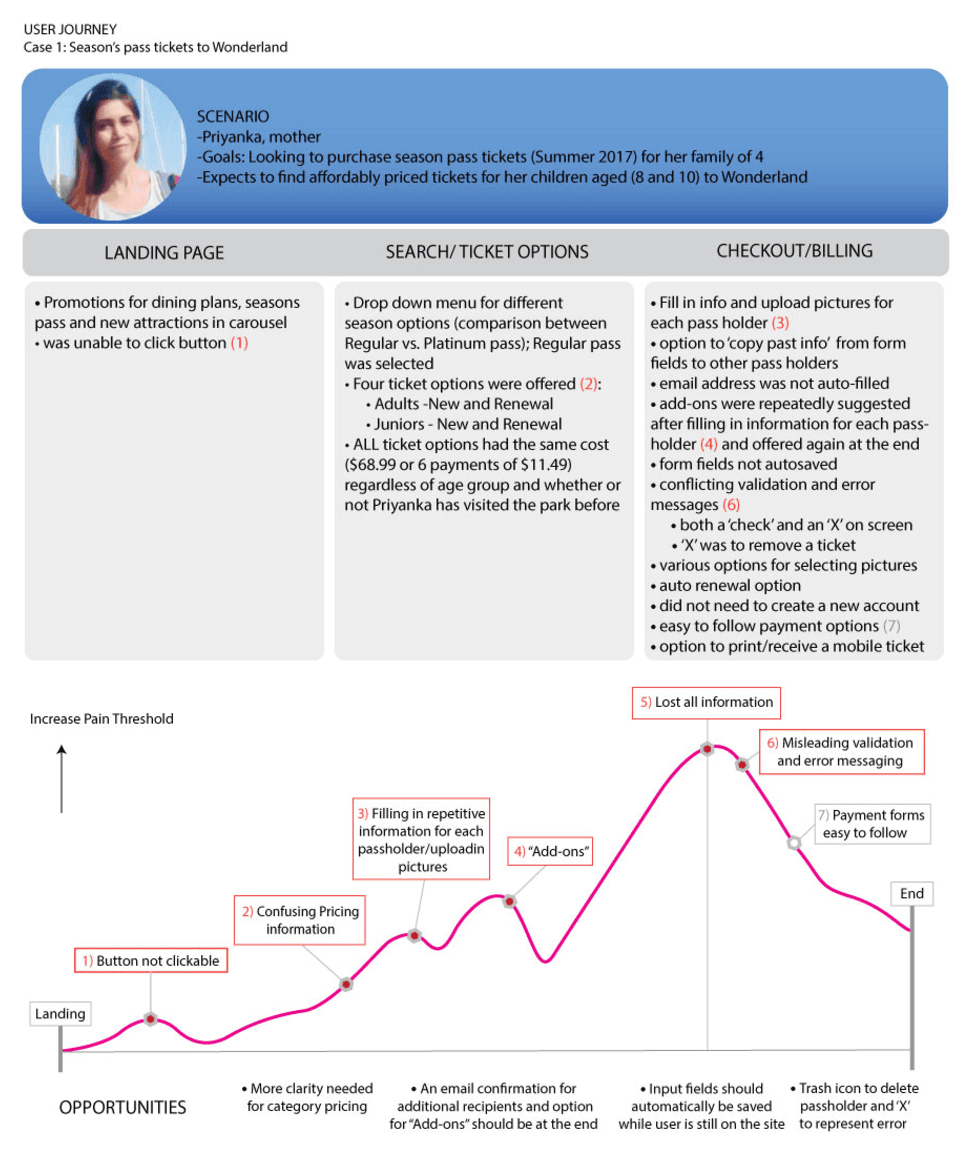 USER JOURNEY
Case 1: Season's pass tickets to Wonderland
SCENARIO
-Priyanka, mother
-Goals: Looking to purchase season pass tickets (Summer 2017) for her family of 4
-Expects to find affordably priced tickets for her children aged (8 and 10) to Wonderland
LANDING PAGE
• Promotions for dining plans, seasons
pass and new attractions in carousel
• was unable to click button (1)
SEARCH/ TICKET OPTIONS
• Drop down menu for different
season options (comparison between
Regular vs. Platinum pass); Regular pass
was selected
• Four ticket options were offered (2):
• Adults -New and Renewal
• Juniors - New and Renewal
• ALL ticket options had the same cost
($68.99 or 6 payments of $11.49)
regardless of age group and whether or
not Priyanka has visited the park before
CHECKOUT/BILLING
• Fill in info and upload pictures for
each pass holder (3)
• option to 'copy past info' from form
fields to other pass holders
• email address was not auto-filled
• add-ons were repeatedly suggested
after filling in information for each pass-
holder (4) and offered again at the end
• form fields not autosaved
• conflicting validation and error
messages (6)
• both a 'check' and an 'X' on screen
• 'X' was to remove a ticket
• various options for selecting pictures
• auto renewal option
• did not need to create a new account
• easy to follow payment options (7)
• option to print/receive a mobile ticket
Increase Pain Threshold
Landing
1) Button not clickable
2) Confusing Pricing
information
3) Filling in repetitive
information for each
passholder/uploadin
pictures
4) "Add-ons"
5) Lost all information
6) Misleading validation
and error messaging
7) Payment forms
easy to follow
End
OPPORTUNITIES
• More clarity needed
for category pricing
• An email confirmation for
additional recipients and option
for "Add-ons" should be at the end
• Input fields should
automatically be saved
while user is still on the site
• Trash icon to delete
passholder and 'X'
to represent error